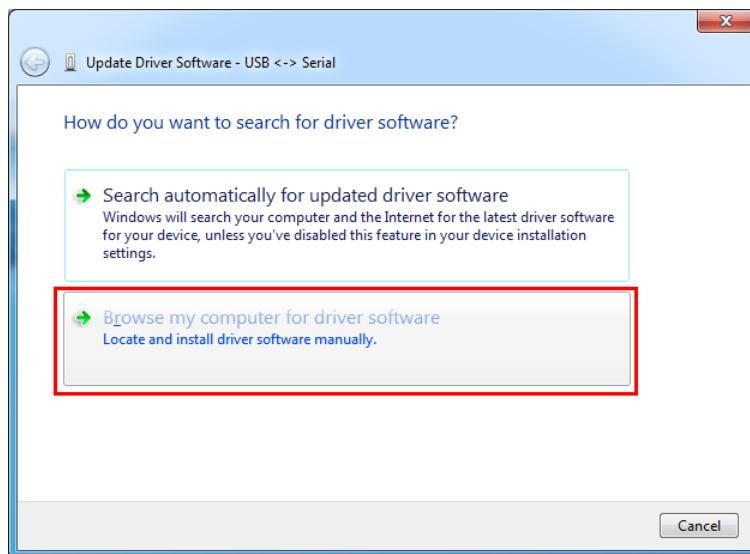 Update Driver Software - USB <-> Serial
How do you want to search for driver software?
Search automatically for updated driver software
Windows will search your computer and the Internet for the latest driver software
for your device, unless you've disabled this feature in your device installation
settings.
Browse my computer for driver software
Locate and install driver software manually.
Cancel